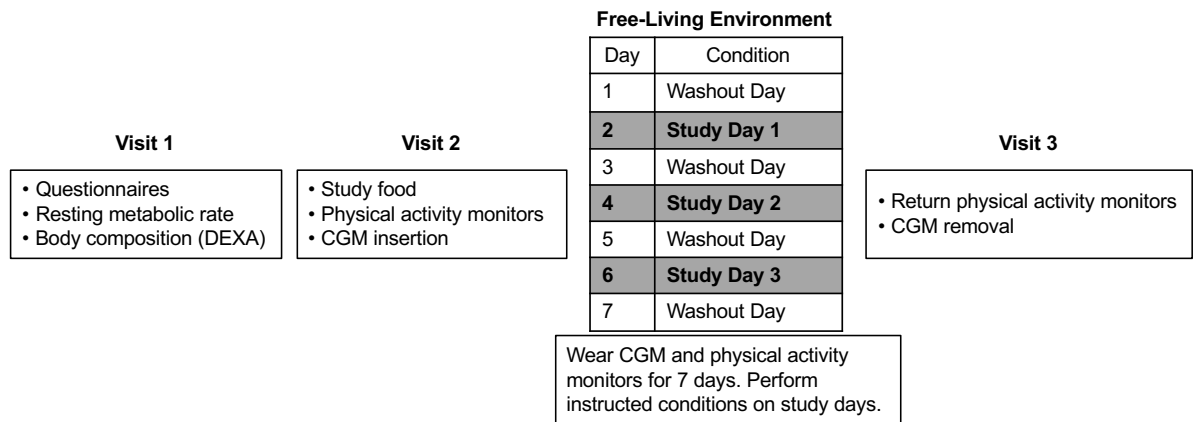 Visit 1
• Questionnaires
• Resting metabolic rate
• Body composition (DEXA)
Visit 2
• Study food
• Physical activity monitors
• CGM insertion
Free-Living Environment
Day Condition
1 Washout Day
2 Study Day 1
3 Washout Day
4 Study Day 2
5 Washout Day
6 Study Day 3
7 Washout Day
Wear CGM and physical activity
monitors for 7 days. Perform
instructed conditions on study days.
Visit 3
• Return physical activity monitors
• CGM removal